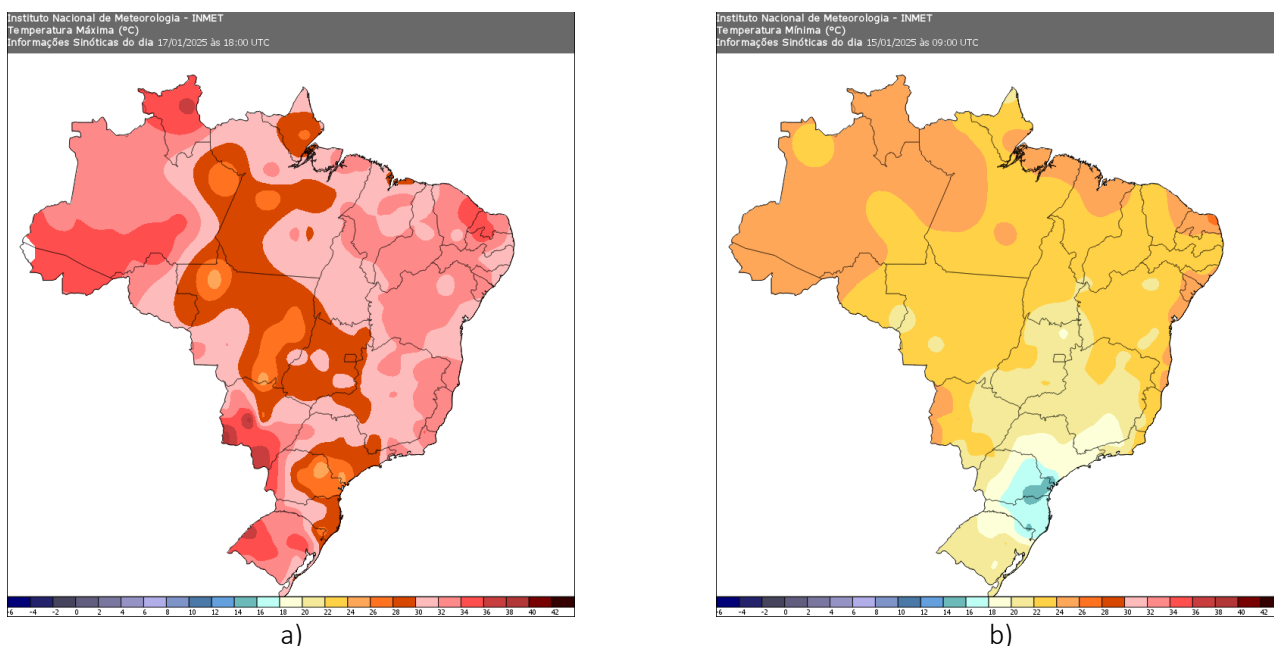 Instituto Nacional de Meteorologia - INMET
Temperatura Máxima (°C)
Informações Sinóticas do dia 17/01/2025 às 18:00 UTC
-6 -4 -2 0 2 4 6 8 10 12 14 16 18 20 22 24 26 28 30 32 34 36 38 40 42
a)
Instituto Nacional de Meteorologia - INMET
Temperatura Mínima (°C)
Informações Sinóticas do dia 15/01/2025 às 09:00 UTC
-6 -4 -2 0 2 4 6 8 10 12 14 16 18 20 22 24 26 28 30 32 34 36 38 40 42
b)